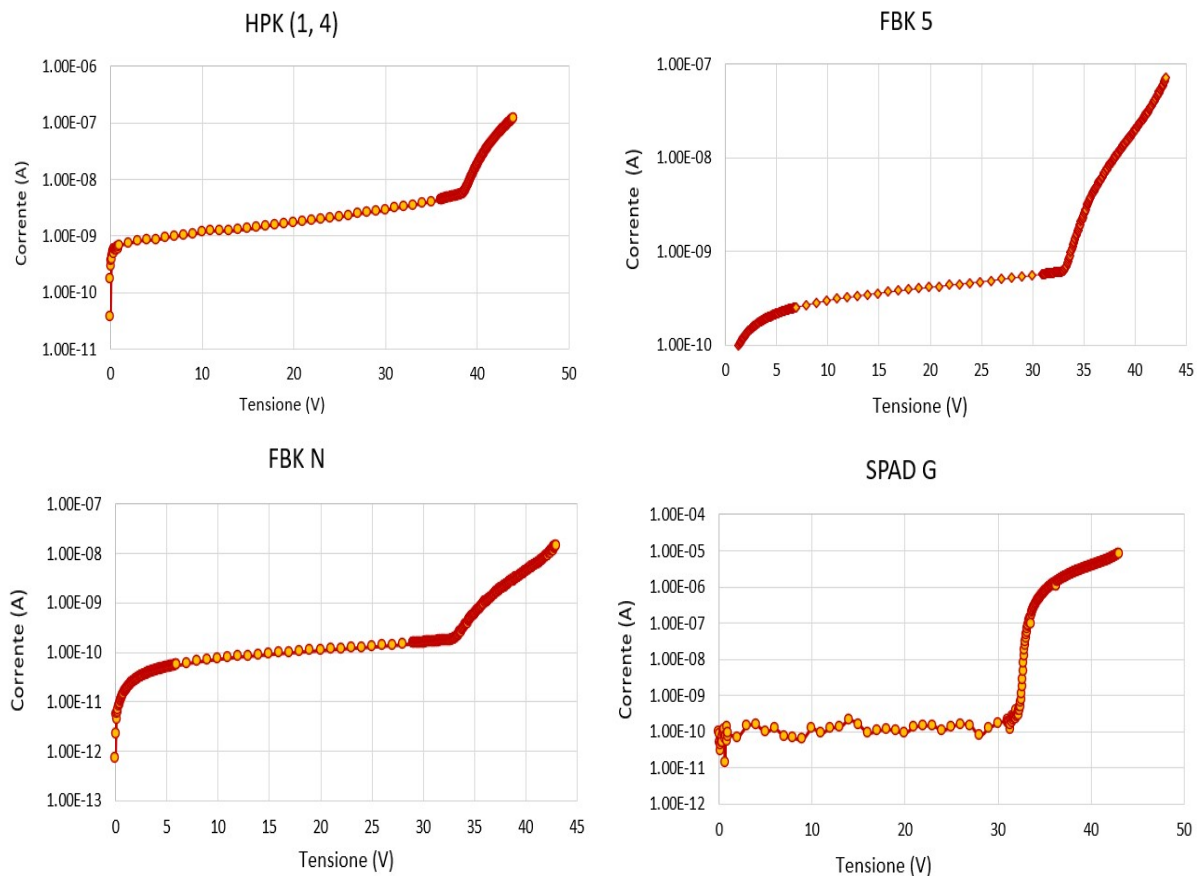 HPK (1, 4)
1.00E-06
1.00E-07
1.00E-08
1.00E-09
1.00E-10
1.00E-11
Corrente (A)
0 10 20 30 40 50
Tensione (V)
FBK 5
1.00E-07
1.00E-08
1.00E-09
1.00E-10
Corrente (A)
0 5 10 15 20 25 30 35 40 45
Tensione (V)
FBK N
1.00E-07
1.00E-08
1.00E-09
1.00E-10
1.00E-11
1.00E-12
1.00E-13
Corrente (A)
0 5 10 15 20 25 30 35 40 45
Tensione (V)
SPAD G
1.00E-04
1.00E-05
1.00E-06
1.00E-07
1.00E-08
1.00E-09
1.00E-10
1.00E-11
1.00E-12
Corrente (A)
0 10 20 30 40 50
Tensione (V)